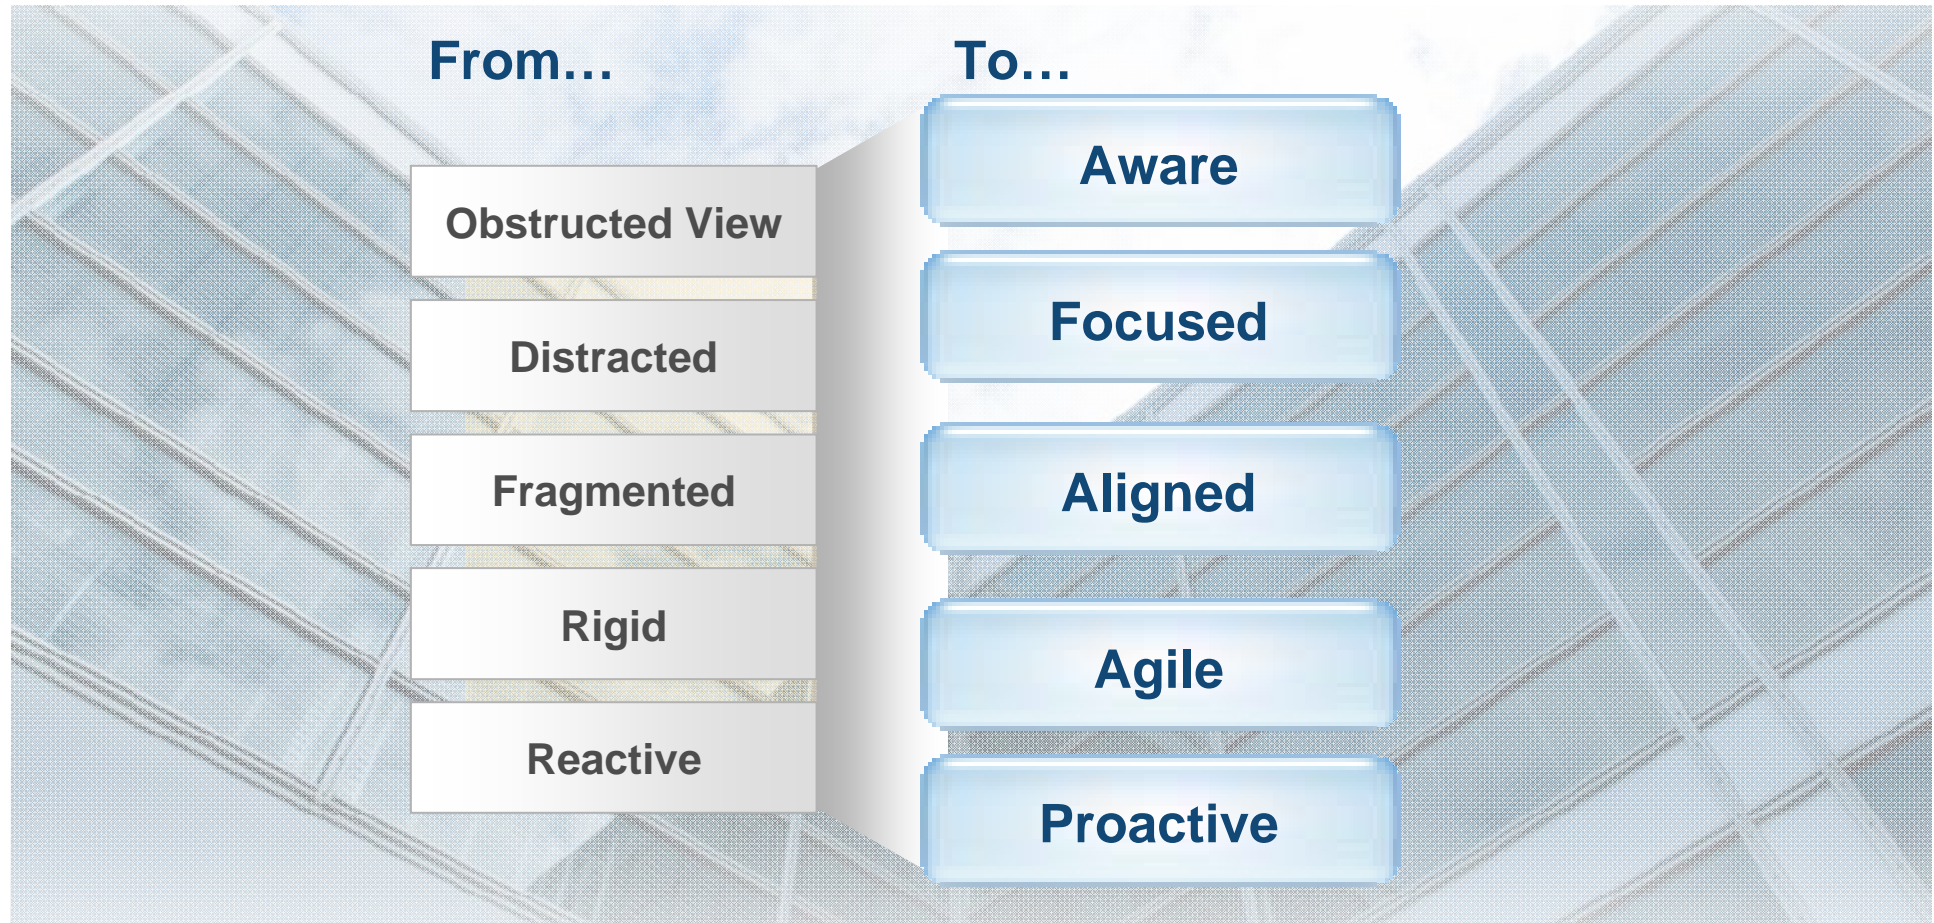 From…
To…
Obstructed View
Aware
Distracted
Focused
Fragmented
Aligned
Rigid
Agile
Reactive
Proactive